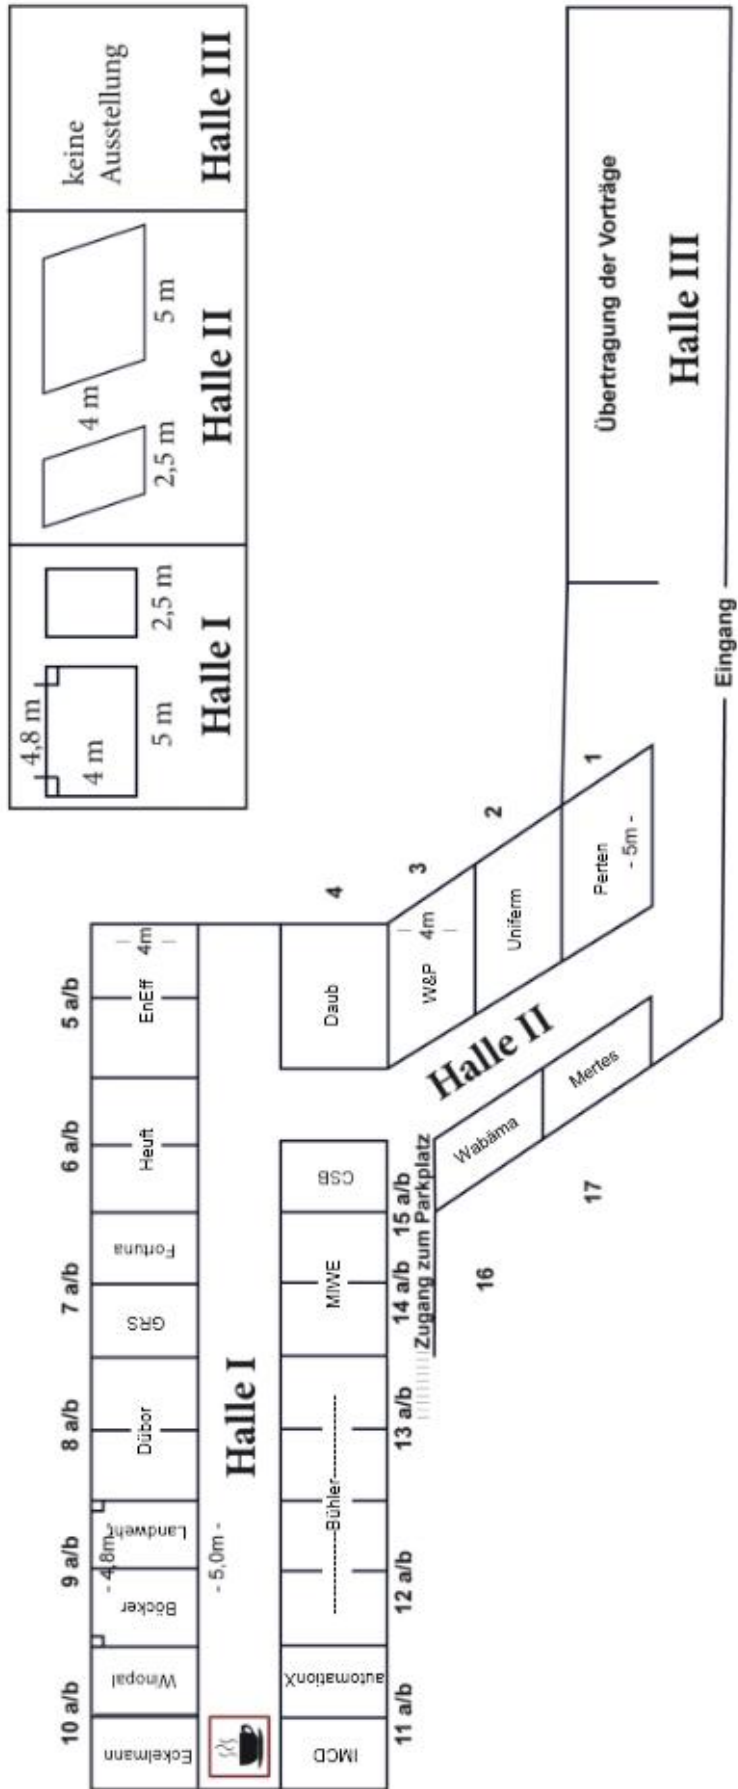 keine
Ausstellung
Halle III
4 m
2,5 m
5 m
Halle II
4,8 m
4 m
5 m
2,5 m
Halle I
Übertragung der Vorträge
Halle III
Eingang
1
2
3
4
Perten
- 5m -
Uniferm
W&P
4m
Daub
Halle II
Wabäma
Mertes
16
17
Zugang zum Parkplatz
5 a/b
6 a/b
7 a/b
8 a/b
9 a/b
10 a/b
4m
EnEff
Heuft
Fortuna
GRS
Dübor
Landwehr
- 4,8m -
Böcker
Winopal
Eckelmann
Halle I
- 5,0m -
CSB
MIWE
Bühler
automationX
IMCD
15 a/b
14 a/b
13 a/b
12 a/b
11 a/b